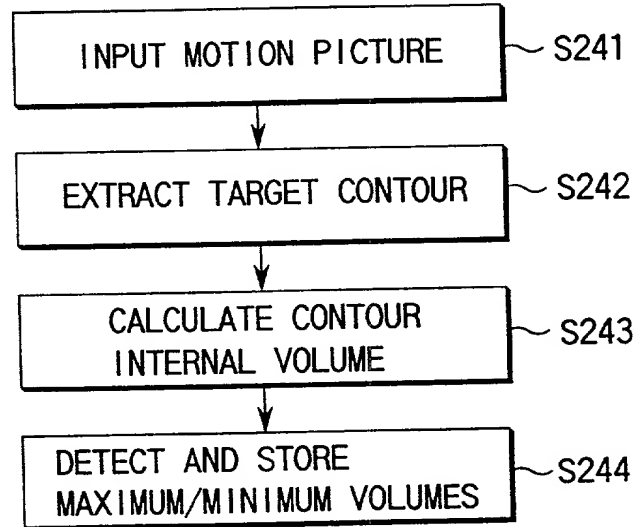 INPUT MOTION PICTURE
S241
EXTRACT TARGET CONTOUR
S242
CALCULATE CONTOUR
INTERNAL VOLUME
S243
DETECT AND STORE
MAXIMUM/MINIMUM VOLUMES
S244